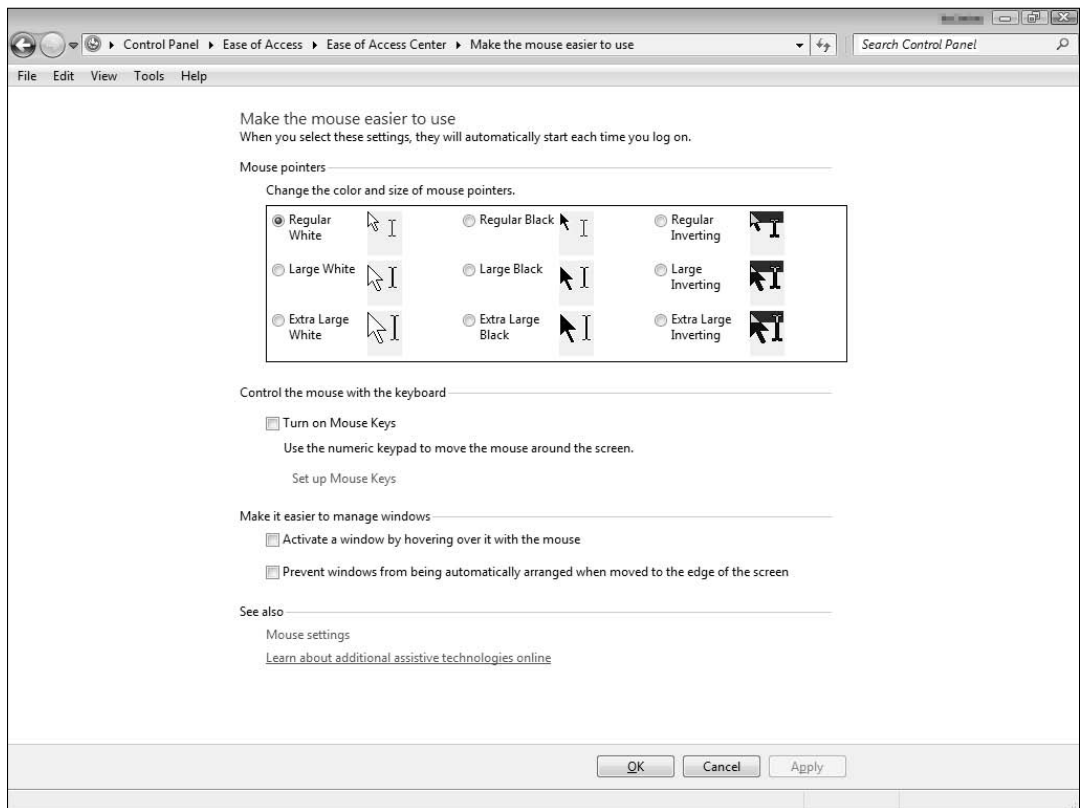 Control Panel Ease of Access Ease of Access Center Make the mouse easier to use Search Control Panel
File Edit View Tools Help
Make the mouse easier to use
When you select these settings, they will automatically start each time you log on.
Mouse pointers
Change the color and size of mouse pointers.
Regular White
Regular Black
Regular Inverting
Large White
Large Black
Large Inverting
Extra Large White
Extra Large Black
Extra Large Inverting
Control the mouse with the keyboard
Turn on Mouse Keys
Use the numeric keypad to move the mouse around the screen.
Set up Mouse Keys
Make it easier to manage windows
Activate a window by hovering over it with the mouse
Prevent windows from being automatically arranged when moved to the edge of the screen
See also
Mouse settings
Learn about additional assistive technologies online
OK Cancel Apply